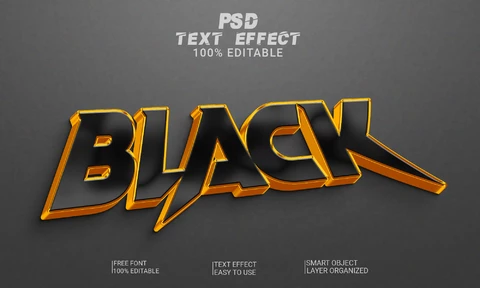 PSD
TEXT EFFECT
100% EDITABLE
BLACK
FREE FONT
100% EDITABLE
TEXT EFFECT
EASY TO USE
SMART OBJECT
LAYER ORGANIZED